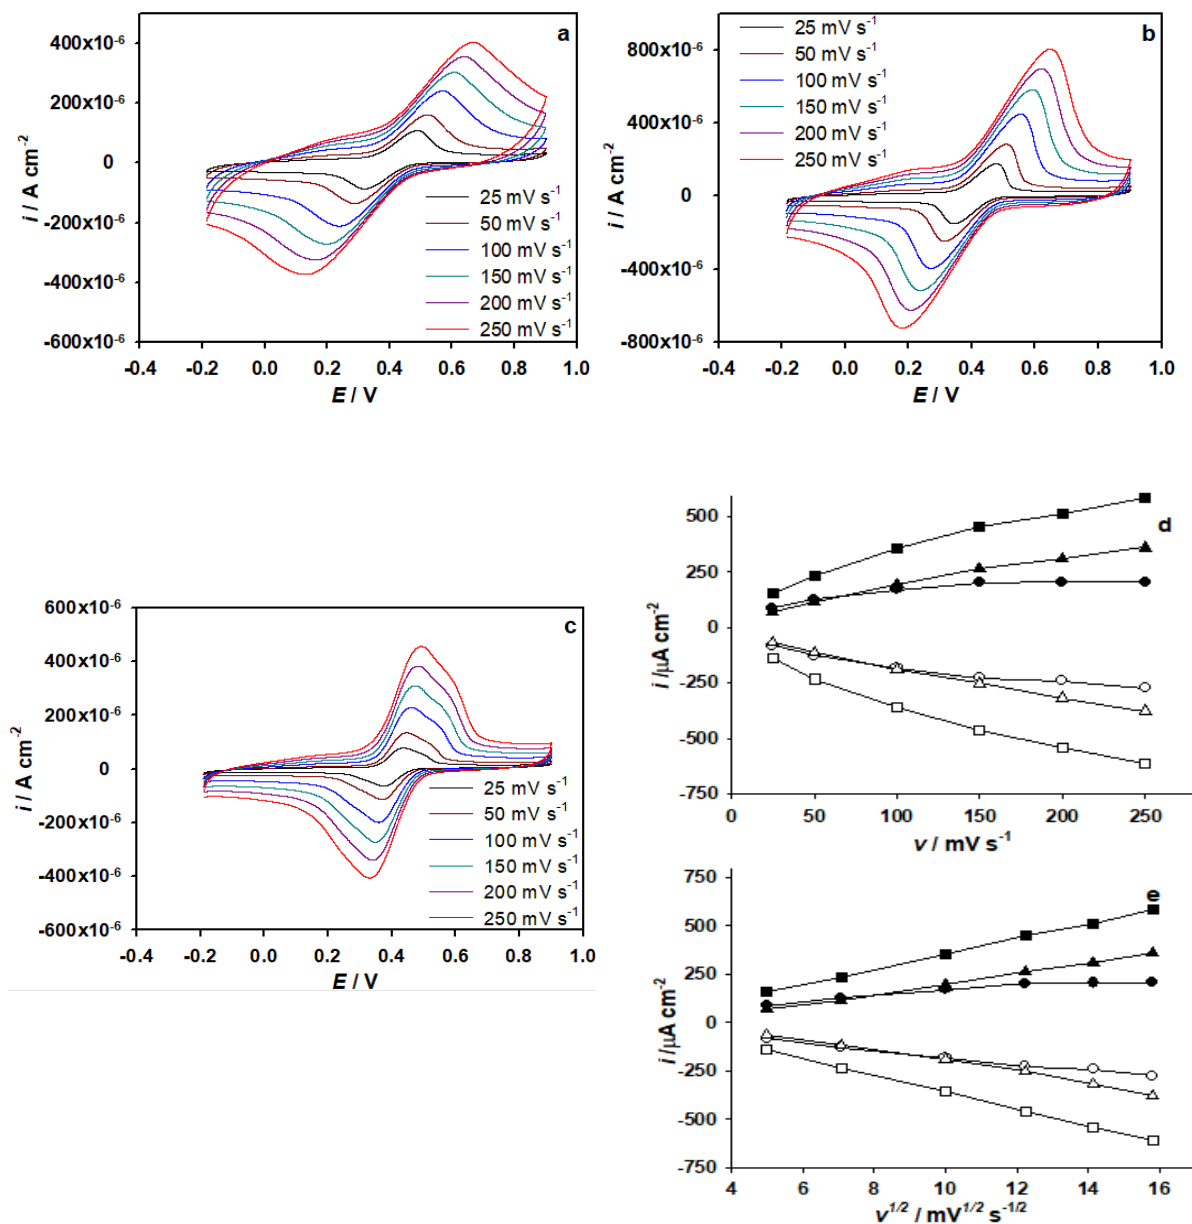 a
400x10-6
200x10-6
0
-200x10-6
-400x10-6
-600x10-6
i / A cm-2
25 mV s-1
50 mV s-1
100 mV s-1
150 mV s-1
200 mV s-1
250 mV s-1
-0.4 -0.2 0.0 0.2 0.4 0.6 0.8 1.0
E / V
b
800x10-6
400x10-6
0
-400x10-6
-800x10-6
i / A cm-2
25 mV s-1
50 mV s-1
100 mV s-1
150 mV s-1
200 mV s-1
250 mV s-1
-0.4 -0.2 0.0 0.2 0.4 0.6 0.8 1.0
E / V
c
600x10-6
400x10-6
200x10-6
0
-200x10-6
-400x10-6
-600x10-6
i / A cm-2
25 mV s-1
50 mV s-1
100 mV s-1
150 mV s-1
200 mV s-1
250 mV s-1
-0.4 -0.2 0.0 0.2 0.4 0.6 0.8 1.0
E / V
d
500
250
0
-250
-500
-750
i /μA cm-2
0 50 100 150 200 250
v / mV s-1
e
750
500
250
0
-250
-500
-750
i /μA cm-2
4 6 8 10 12 14 16
v1/2 / mV1/2 s-1/2